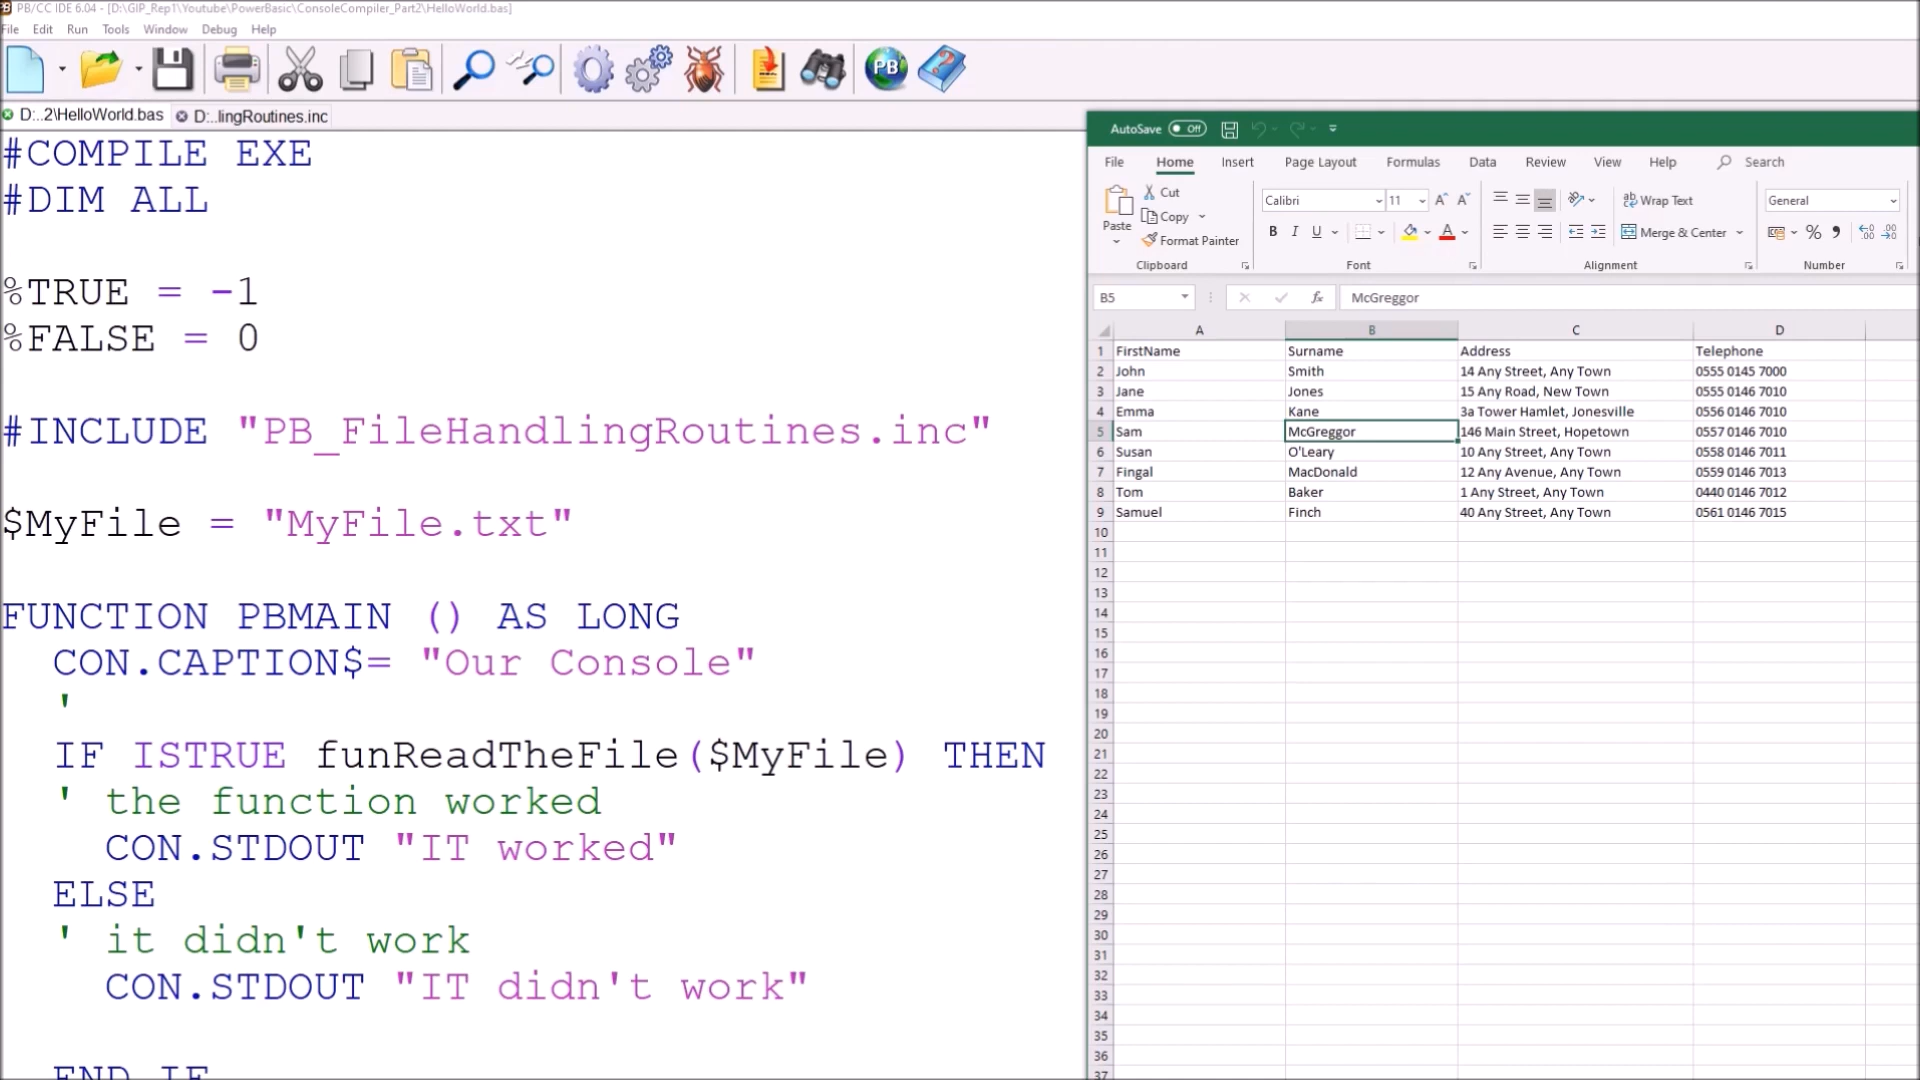 PB/CC IDE 6.04 - [D:\GIP_Rep1\Youtube\PowerBasic\ConsoleCompiler_Part2\HelloWorld.bas]
File Edit Run Tools Window Debug Help
PB
D:..2\HelloWorld.bas D:..lingRoutines.inc
#COMPILE EXE
#DIM ALL
%TRUE = -1
%FALSE = 0
#INCLUDE "PB_FileHandlingRoutines.inc"
$MyFile = "MyFile.txt"
FUNCTION PBMAIN () AS LONG
CON.CAPTION$= "Our Console"
'
IF ISTRUE funReadTheFile($MyFile) THEN
' the function worked
CON.STDOUT "IT worked"
ELSE
' it didn't work
CON.STDOUT "IT didn't work"
END IF
AutoSave Off
File Home Insert Page Layout Formulas Data Review View Help Search
Paste
Cut
Copy
Format Painter
Calibri 11
B I U
Wrap Text
Merge & Center
General
Clipboard Font Alignment Number
B5 fx McGreggor
A B C D
1 FirstName Surname Address Telephone
2 John Smith 14 Any Street, Any Town 0555 0145 7000
3 Jane Jones 15 Any Road, New Town 0555 0146 7010
4 Emma Kane 3a Tower Hamlet, Jonesville 0556 0146 7010
5 Sam McGreggor 146 Main Street, Hopetown 0557 0146 7010
6 Susan O'Leary 10 Any Street, Any Town 0558 0146 7011
7 Fingal MacDonald 12 Any Avenue, Any Town 0559 0146 7013
8 Tom Baker 1 Any Street, Any Town 0440 0146 7012
9 Samuel Finch 40 Any Street, Any Town 0561 0146 7015
10
11
12
13
14
15
16
17
18
19
20
21
22
23
24
25
26
27
28
29
30
31
32
33
34
35
36
37